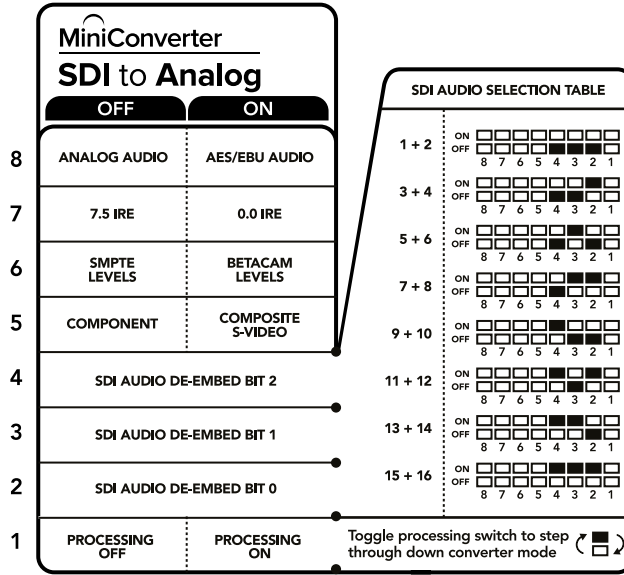 MiniConverter
SDI to Analog
OFF ON
8 ANALOG AUDIO AES/EBU AUDIO
7 7.5 IRE 0.0 IRE
6 SMPTE LEVELS BETACAM LEVELS
5 COMPONENT COMPOSITE S-VIDEO
4 SDI AUDIO DE-EMBED BIT 2
3 SDI AUDIO DE-EMBED BIT 1
2 SDI AUDIO DE-EMBED BIT 0
1 PROCESSING OFF PROCESSING ON
SDI AUDIO SELECTION TABLE
1 + 2 ON
OFF
8 7 6 5 4 3 2 1
3 + 4 ON
OFF
8 7 6 5 4 3 2 1
5 + 6 ON
OFF
8 7 6 5 4 3 2 1
7 + 8 ON
OFF
8 7 6 5 4 3 2 1
9 + 10 ON
OFF
8 7 6 5 4 3 2 1
11 + 12 ON
OFF
8 7 6 5 4 3 2 1
13 + 14 ON
OFF
8 7 6 5 4 3 2 1
15 + 16 ON
OFF
8 7 6 5 4 3 2 1
Toggle processing switch to step
through down converter mode